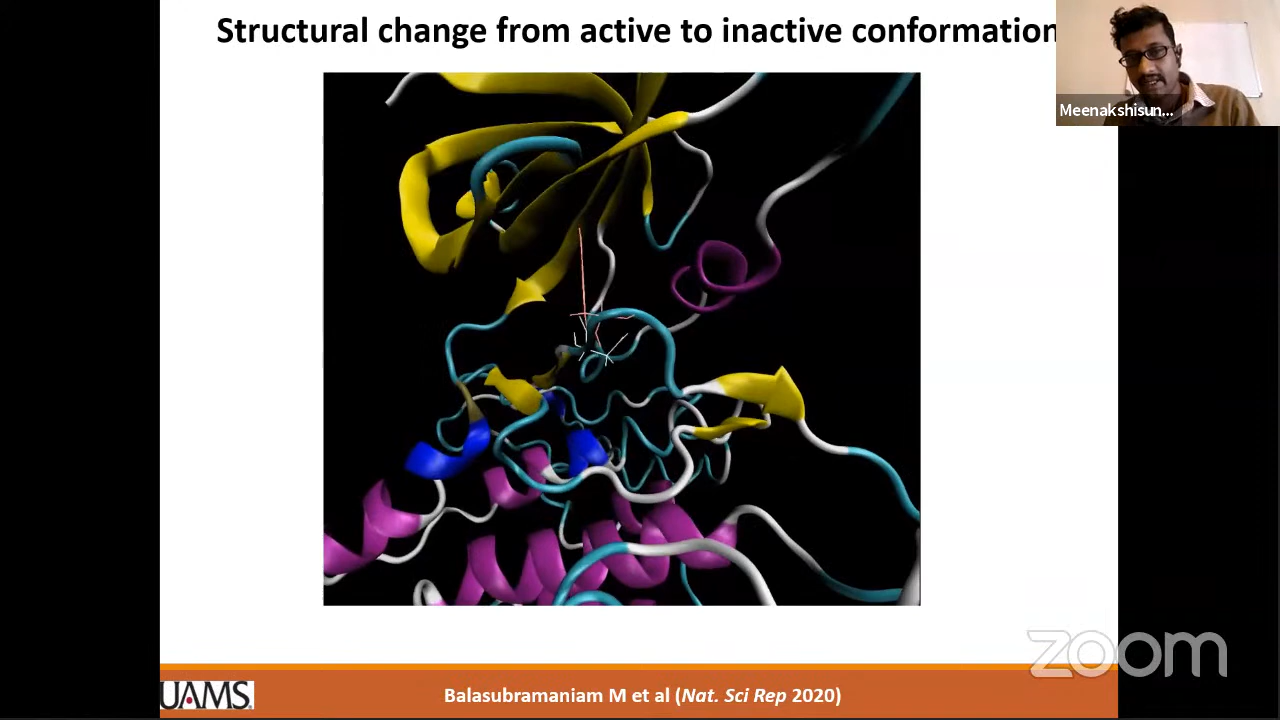 Structural change from active to inactive conformation
Meenakshisun...
zoom
UAMS
Balasubramaniam M et al (Nat. Sci Rep 2020)